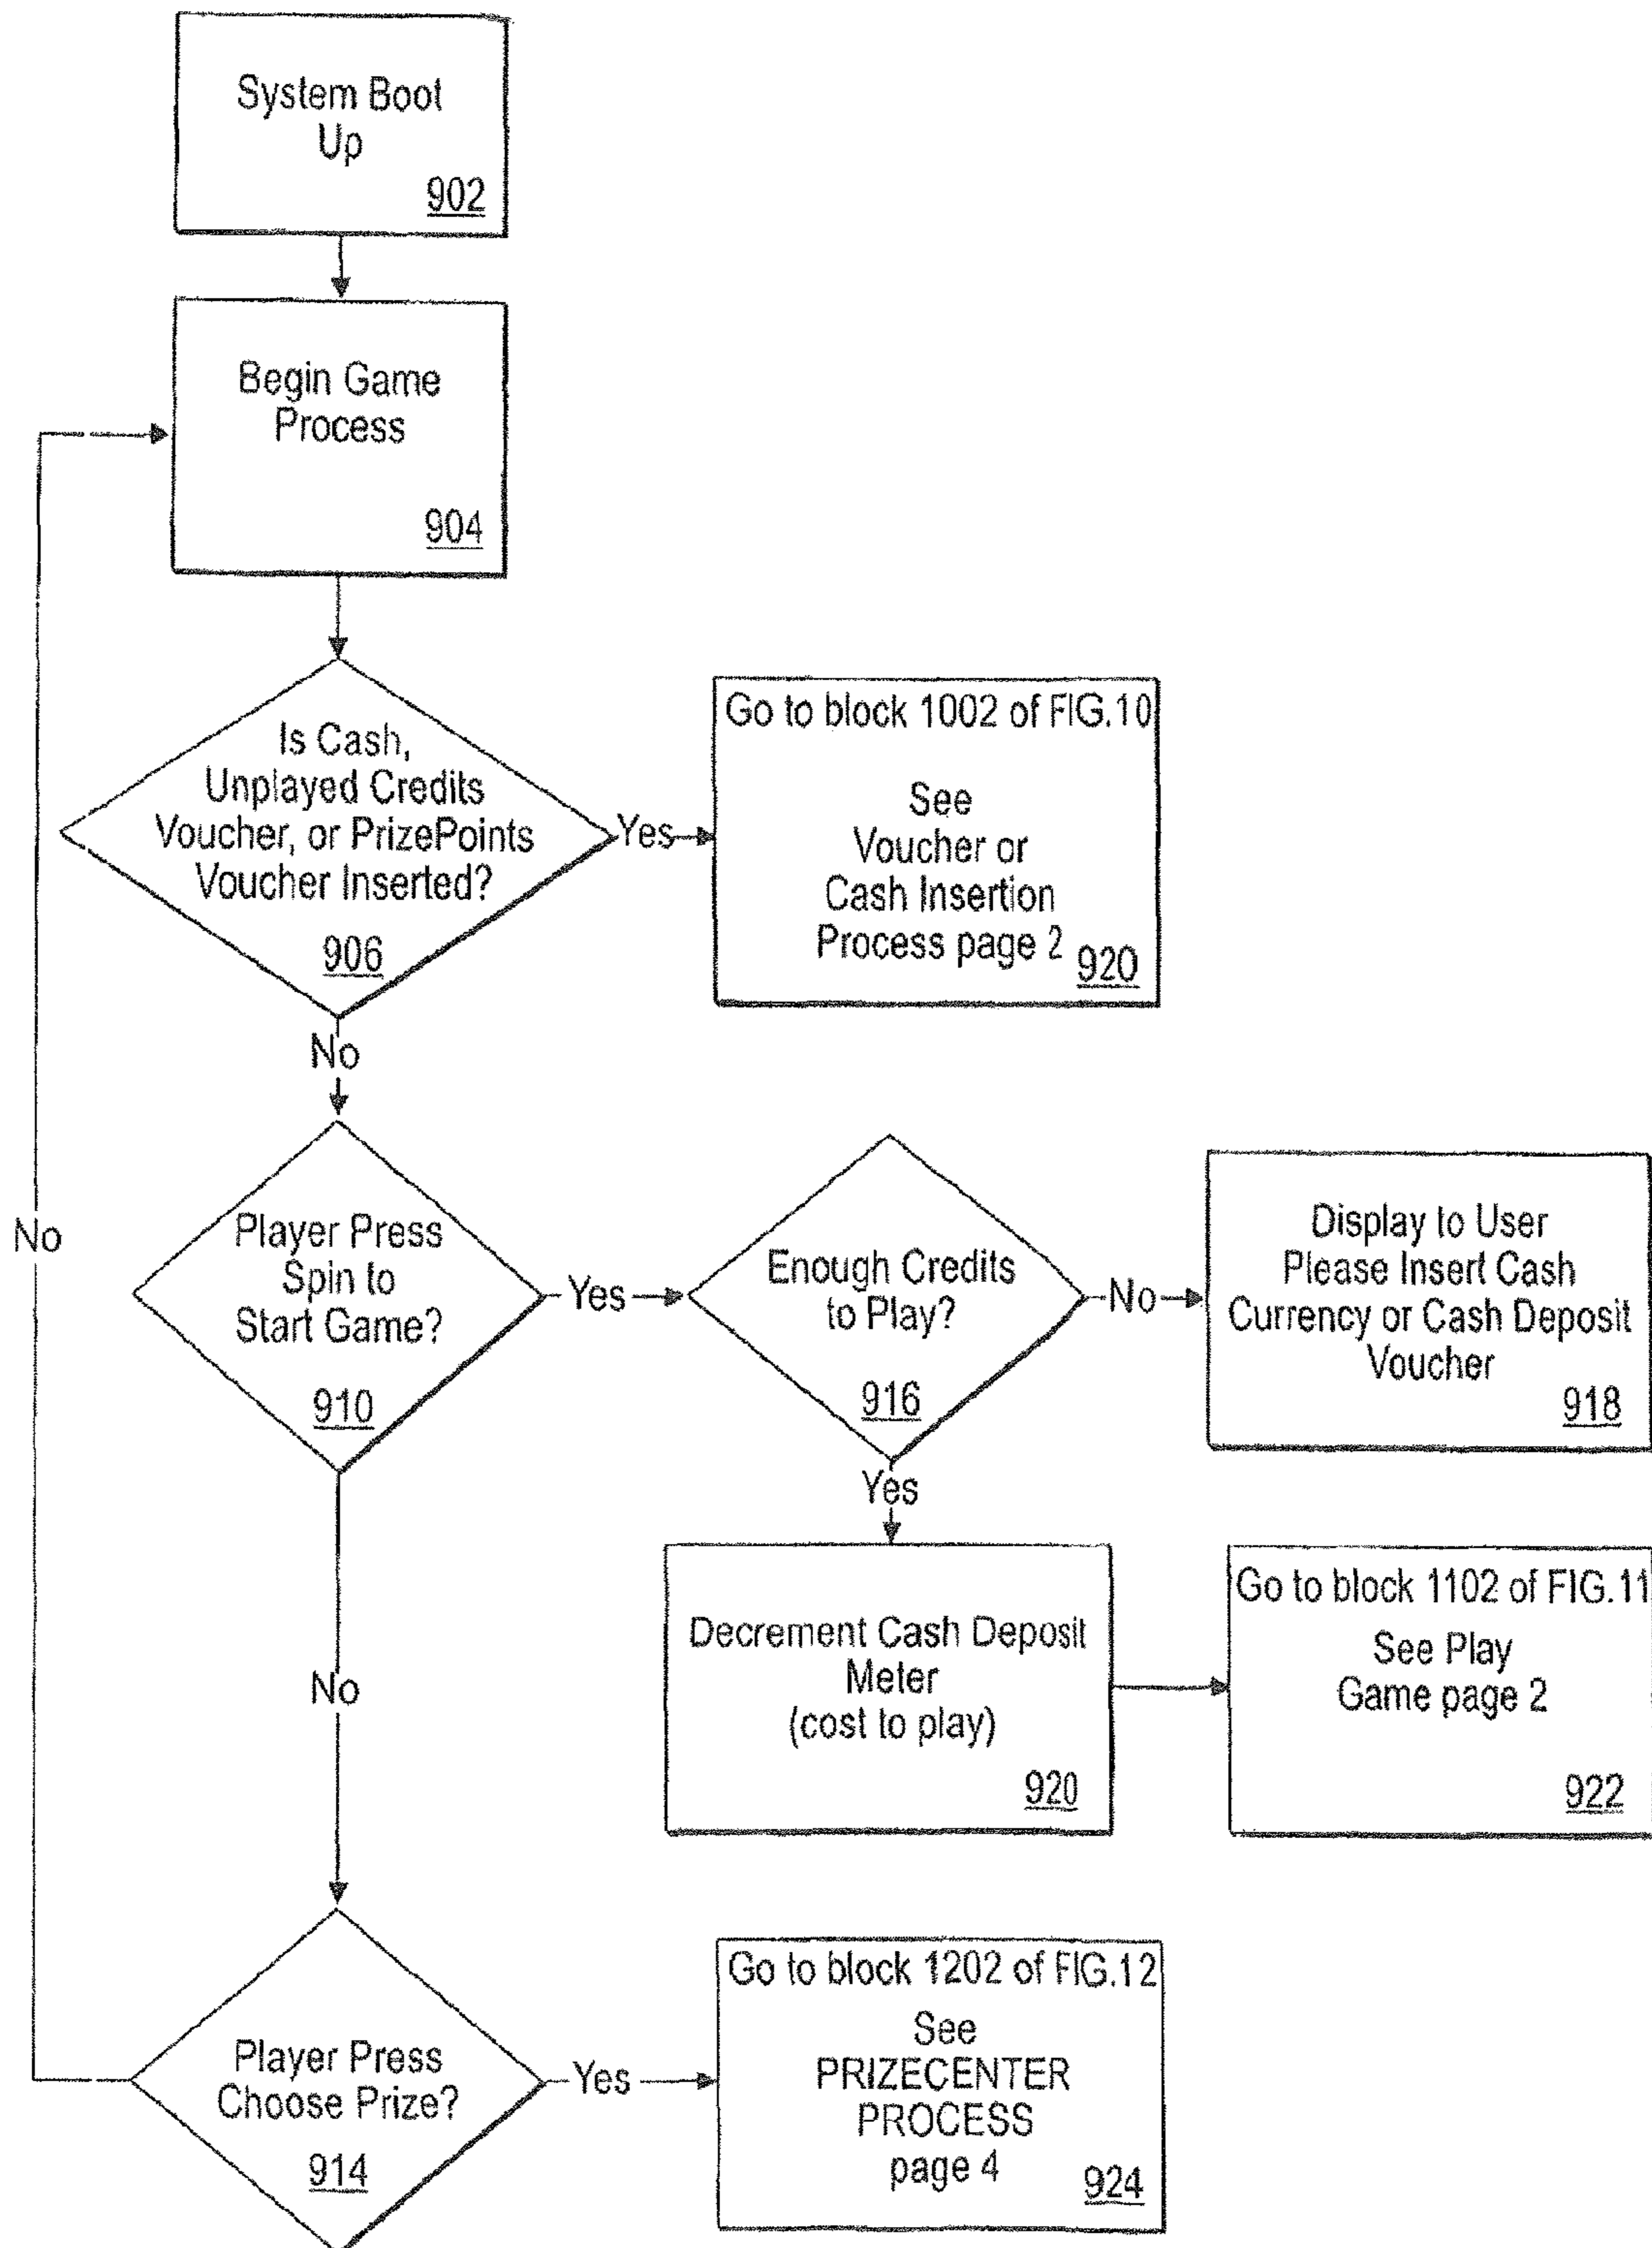 System Boot
Up
902
Begin Game
Process
904
Is Cash,
Unplayed Credits
Voucher, or PrizePoints
Voucher Inserted?
906
Yes
Go to block 1002 of FIG.10
See
Voucher or
Cash Insertion
Process page 2
920
No
Player Press
Spin to
Start Game?
910
Yes
Enough Credits
to Play?
916
No
Display to User
Please Insert Cash
Currency or Cash Deposit
Voucher
918
Yes
Decrement Cash Deposit
Meter
(cost to play)
920
Go to block 1102 of FIG.11
See Play
Game page 2
922
No
No
Player Press
Choose Prize?
914
Yes
Go to block 1202 of FIG.12
See
PRIZECENTER
PROCESS
page 4
924